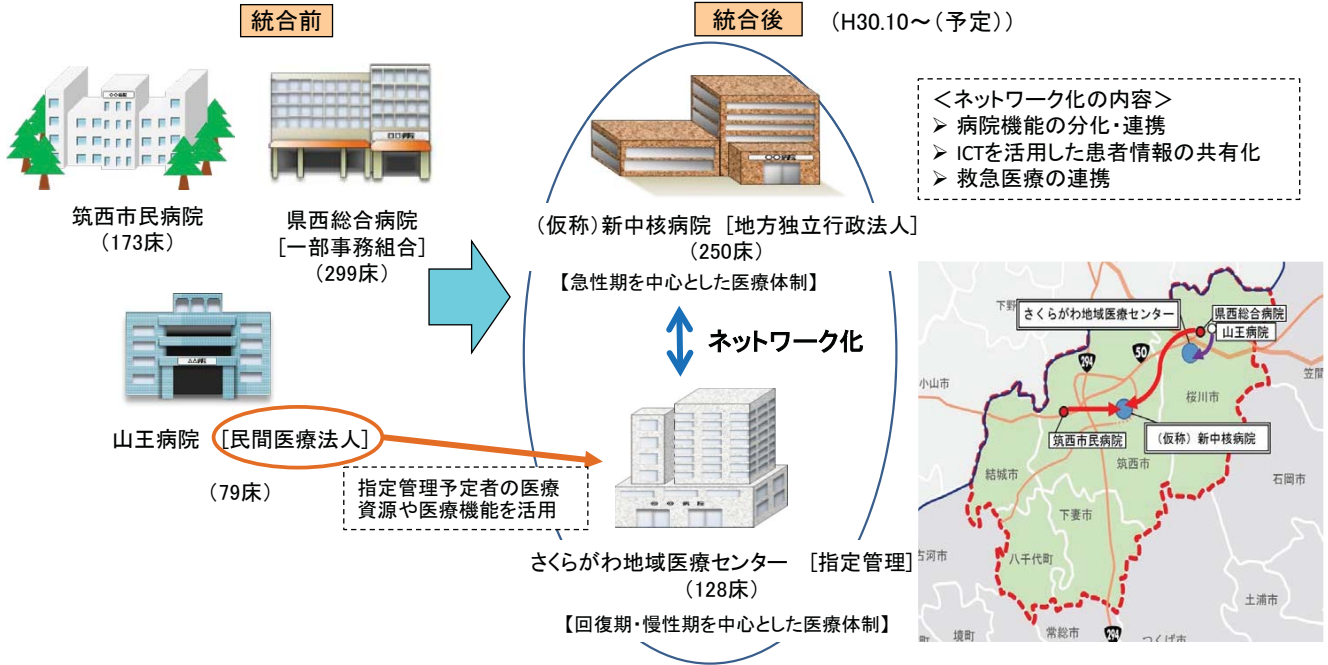 統合前
統合後
(H30.10~(予定))
筑西市民病院
(173床)
県西総合病院
[一部事務組合]
(299床)
山王病院 [民間医療法人]
(79床)
指定管理予定者の医療
資源や医療機能を活用
(仮称)新中核病院 [地方独立行政法人]
(250床)
【急性期を中心とした医療体制】
ネットワーク化
さくらがわ地域医療センター [指定管理]
(128床)
【回復期・慢性期を中心とした医療体制】
<ネットワーク化の内容>
➢ 病院機能の分化・連携
➢ ICTを活用した患者情報の共有化
➢ 救急医療の連携
下野
さくらがわ地域医療センター
県西総合病院
山王病院
294
50
笠間
小山市
桜川市
筑西市民病院
(仮称)新中核病院
筑西市
結城市
石岡市
下妻市
古河市
八千代町
土浦市
町
境町
常総市
294
つくば市